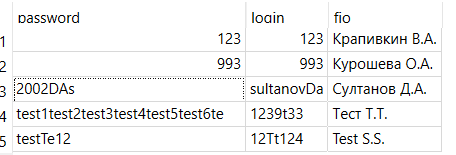 password login fio
1 123 123 Крапивкин В.А.
2 993 993 Курошева О.А.
3 2002DAs sultanovDa Султанов Д.А.
4 test1test2test3test4test5test6te 1239t33 Тест Т.Т.
5 testTe12 12Tt124 Test S.S.